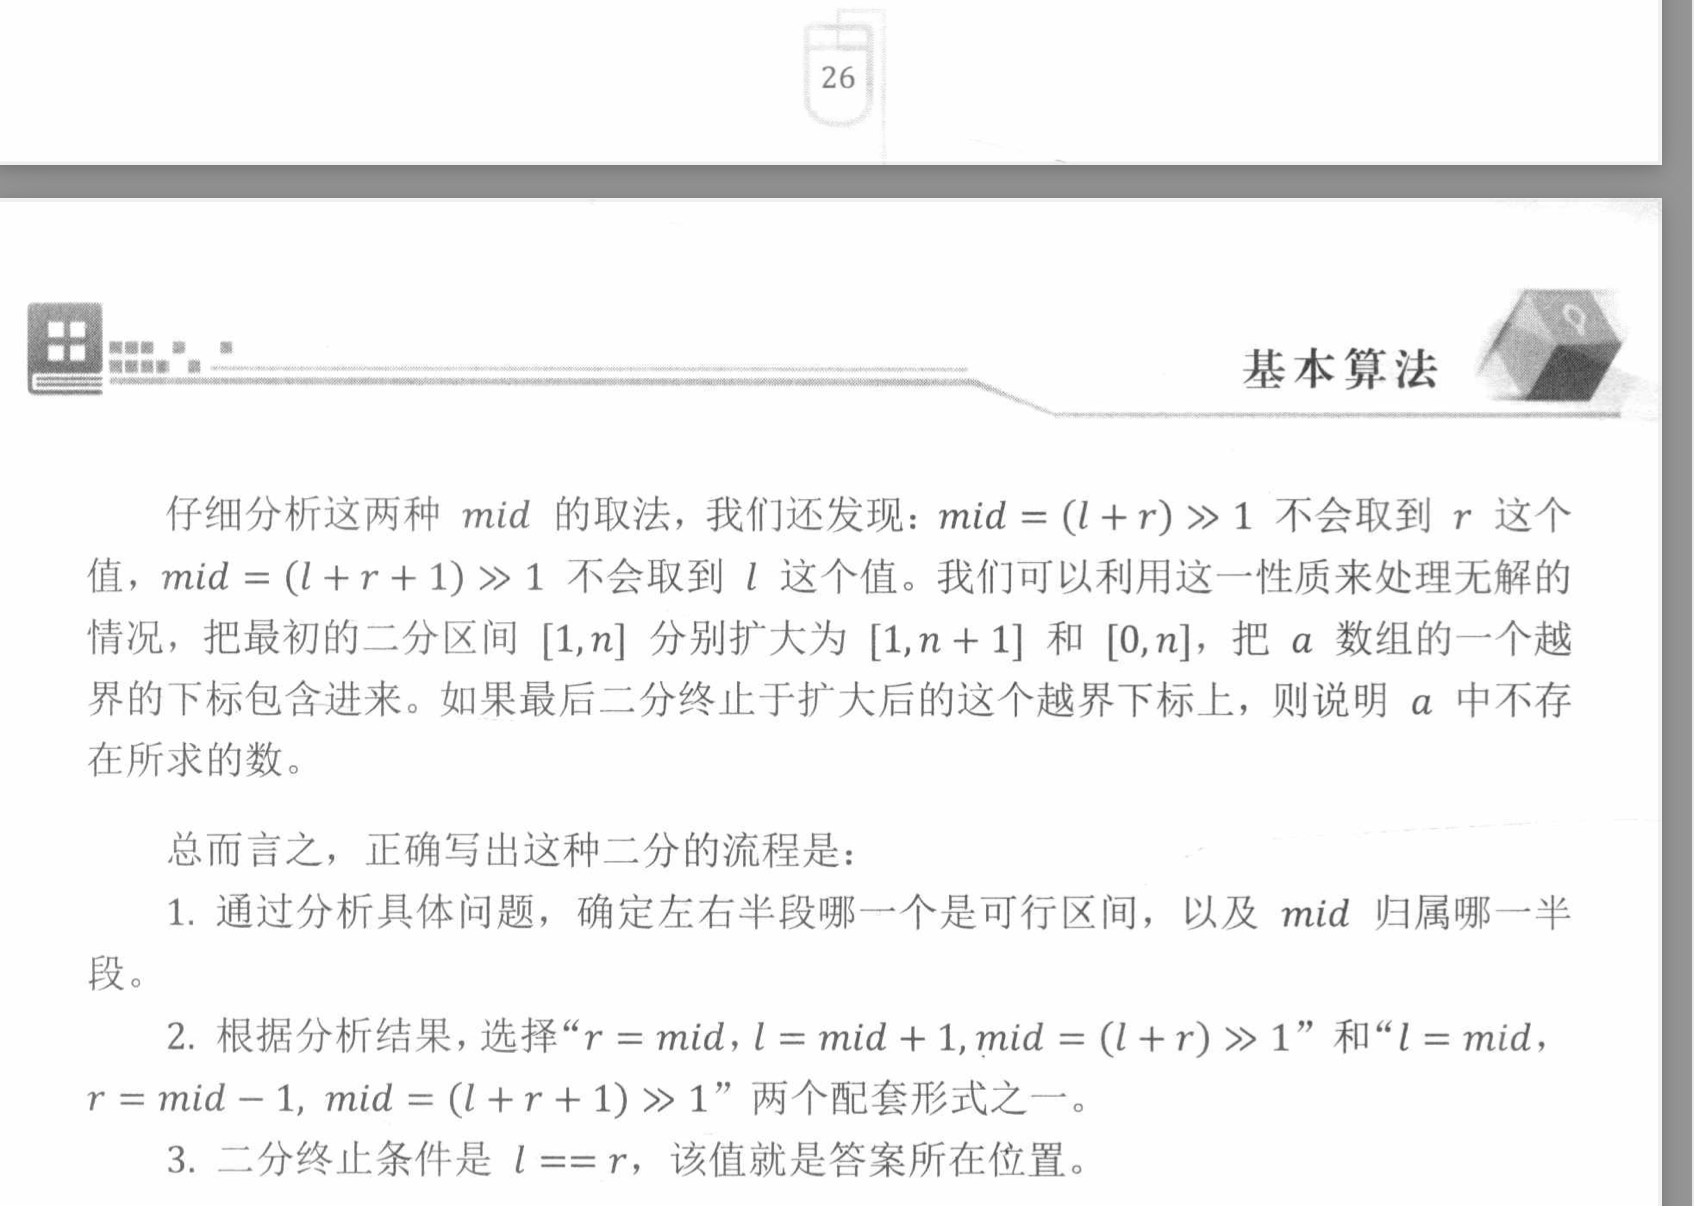 26
基本算法
仔细分析这两种 mid 的取法，我们还发现：mid = (l + r) ≫ 1 不会取到 r 这个
值，mid = (l + r + 1) ≫ 1 不会取到 l 这个值。我们可以利用这一性质来处理无解的
情况，把最初的二分区间 [1, n] 分别扩大为 [1, n + 1] 和 [0, n]，把 a 数组的一个越
界的下标包含进来。如果最后二分终止于扩大后的这个越界下标上，则说明 a 中不存
在所求的数。
总而言之，正确写出这种二分的流程是：
1. 通过分析具体问题，确定左右半段哪一个是可行区间，以及 mid 归属哪一半
段。
2. 根据分析结果，选择“r = mid，l = mid + 1, mid = (l + r) ≫ 1” 和“l = mid，
r = mid − 1, mid = (l + r + 1) ≫ 1” 两个配套形式之一。
3. 二分终止条件是 l == r，该值就是答案所在位置。